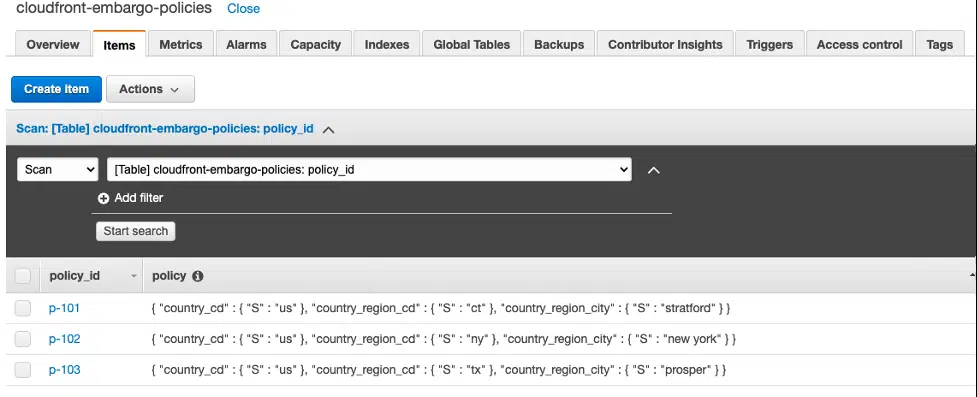 cloudfront-embargo-policies Close
Overview Items Metrics Alarms Capacity Indexes Global Tables Backups Contributor Insights Triggers Access control Tags
Create item Actions
Scan: [Table] cloudfront-embargo-policies: policy_id
Scan [Table] cloudfront-embargo-policies: policy_id
Add filter
Start search
policy_id policy
p-101 { "country_cd" : { "S" : "us" }, "country_region_cd" : { "S" : "ct" }, "country_region_city" : { "S" : "stratford" } }
p-102 { "country_cd" : { "S" : "us" }, "country_region_cd" : { "S" : "ny" }, "country_region_city" : { "S" : "new york" } }
p-103 { "country_cd" : { "S" : "us" }, "country_region_cd" : { "S" : "tx" }, "country_region_city" : { "S" : "prosper" } }